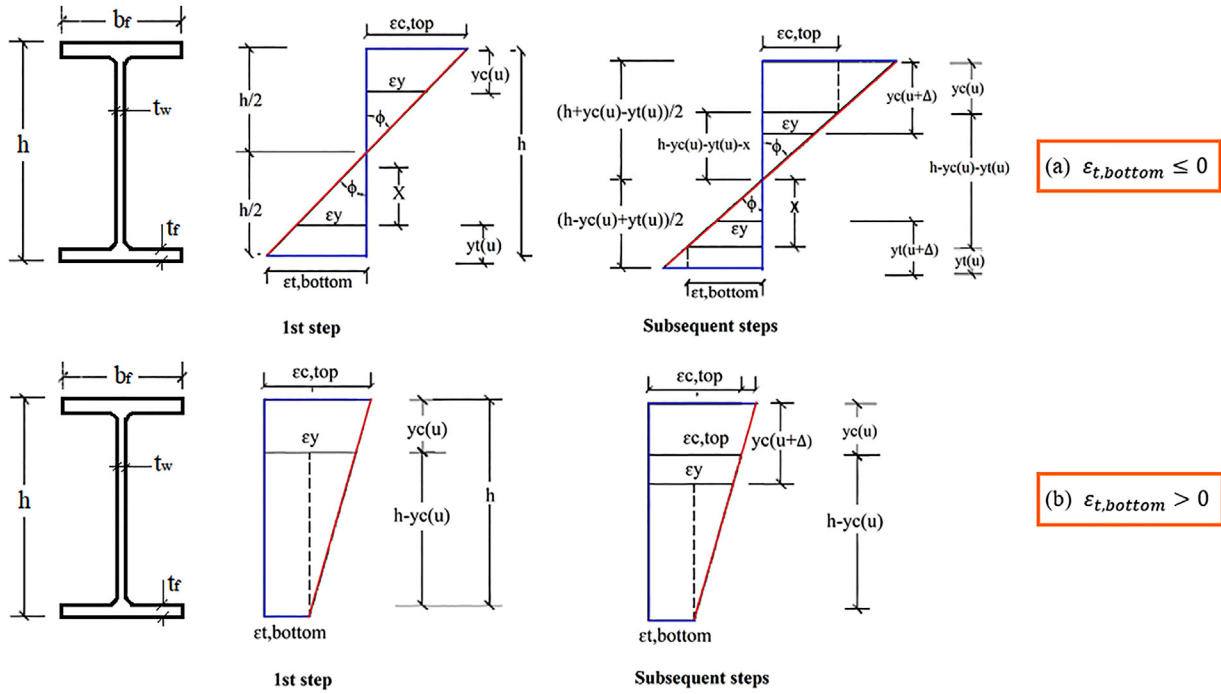 bf
h
tw
tf
εc,top
h/2
h/2
εy
ϕ
ϕ
εy
X
yc(u)
h
yt(u)
εt,bottom
1st step
εc,top
(h+yc(u)-yt(u))/2
h-yc(u)-yt(u)-x
(h-yc(u)+yt(u))/2
εy
ϕ
ϕ
εy
X
yc(u+Δ)
yc(u)
h-yc(u)-yt(u)
yt(u+Δ)
yt(u)
εt,bottom
Subsequent steps
(a) εt,bottom ≤ 0
bf
h
tw
tf
εc,top
εy
yc(u)
h-yc(u)
h
εt,bottom
1st step
εc,top
εc,top
εy
yc(u+Δ)
yc(u)
h-yc(u)
εt,bottom
Subsequent steps
(b) εt,bottom > 0